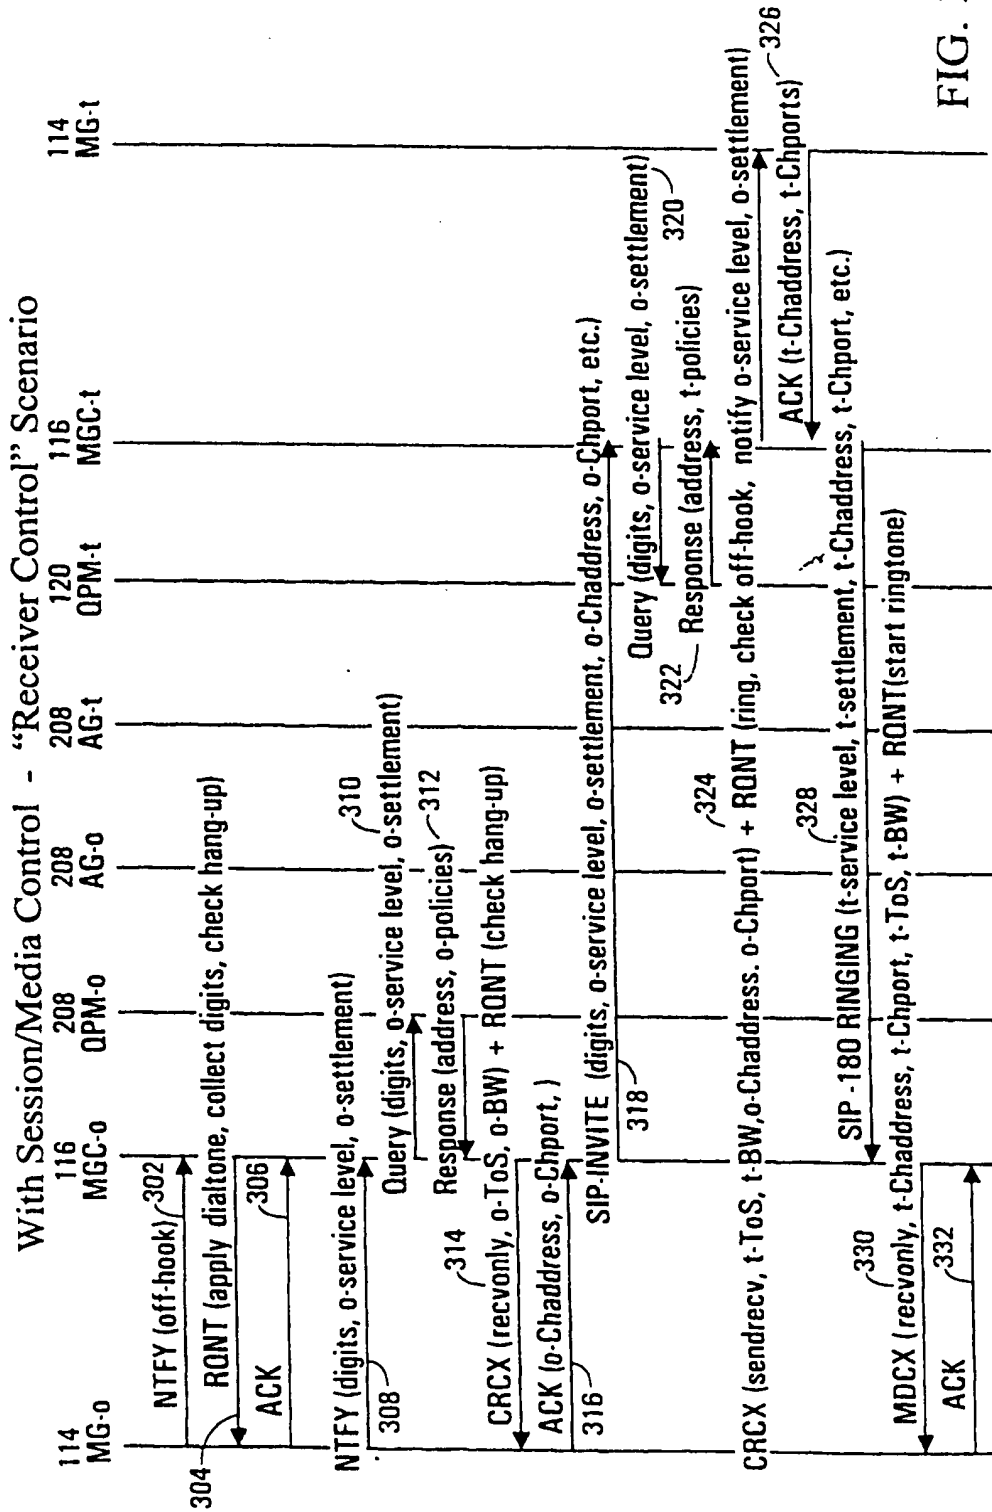 With Session/Media Control - "Receiver Control" Scenario
114
MG-o
116
MGC-o
208
QPM-o
208
AG-o
208
AG-t
120
QPM-t
116
MGC-t
114
MG-t
NTFY (off-hook) 302
304
RQNT (apply dialtone, collect digits, check hang-up)
ACK 306
NTFY (digits, o-service level, o-settlement)
308
Query (digits, o-service level, o-settlement)
310
Response (address, o-policies) 312
314
CRCX (recvonly, o-ToS, o-BW) + RQNT (check hang-up)
ACK (o-Chaddress, o-Chport, )
316
SIP-INVITE (digits, o-service level, o-settlement, o-Chaddress, o-Chport, etc.)
318
Query (digits, o-service level, o-settlement)
320
322 Response (address, t-policies)
324
CRCX (sendrecv, t-ToS, t-BW,o-Chaddress. o-Chport) + RQNT (ring, check off-hook, notify o-service level, o-settlement)
ACK (t-Chaddress, t-Chports) 326
328
SIP -180 RINGING (t-service level, t-settlement, t-Chaddress, t-Chport, etc.)
330
MDCX (recvonly, t-Chaddress, t-Chport, t-ToS, t-BW) + RQNT(start ringtone)
ACK 332
FIG.